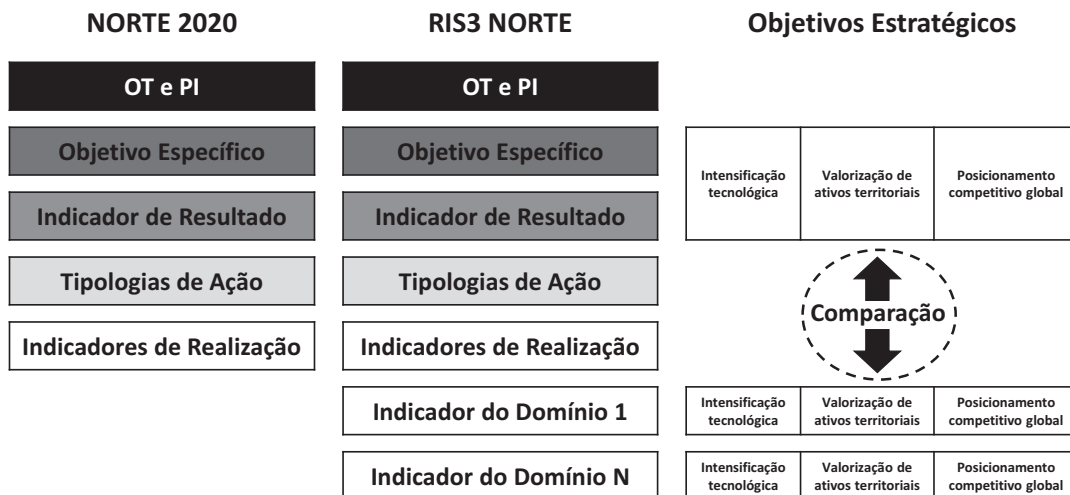 NORTE 2020
RIS3 NORTE
Objetivos Estratégicos
OT e PI
OT e PI
Objetivo Específico
Objetivo Específico
Intensificação
tecnológica
Valorização de
ativos territoriais
Posicionamento
competitivo global
Indicador de Resultado
Indicador de Resultado
Tipologias de Ação
Tipologias de Ação
Comparação
Indicadores de Realização
Indicadores de Realização
Indicador do Domínio 1
Intensificação
tecnológica
Valorização de
ativos territoriais
Posicionamento
competitivo global
Indicador do Domínio N
Intensificação
tecnológica
Valorização de
ativos territoriais
Posicionamento
competitivo global